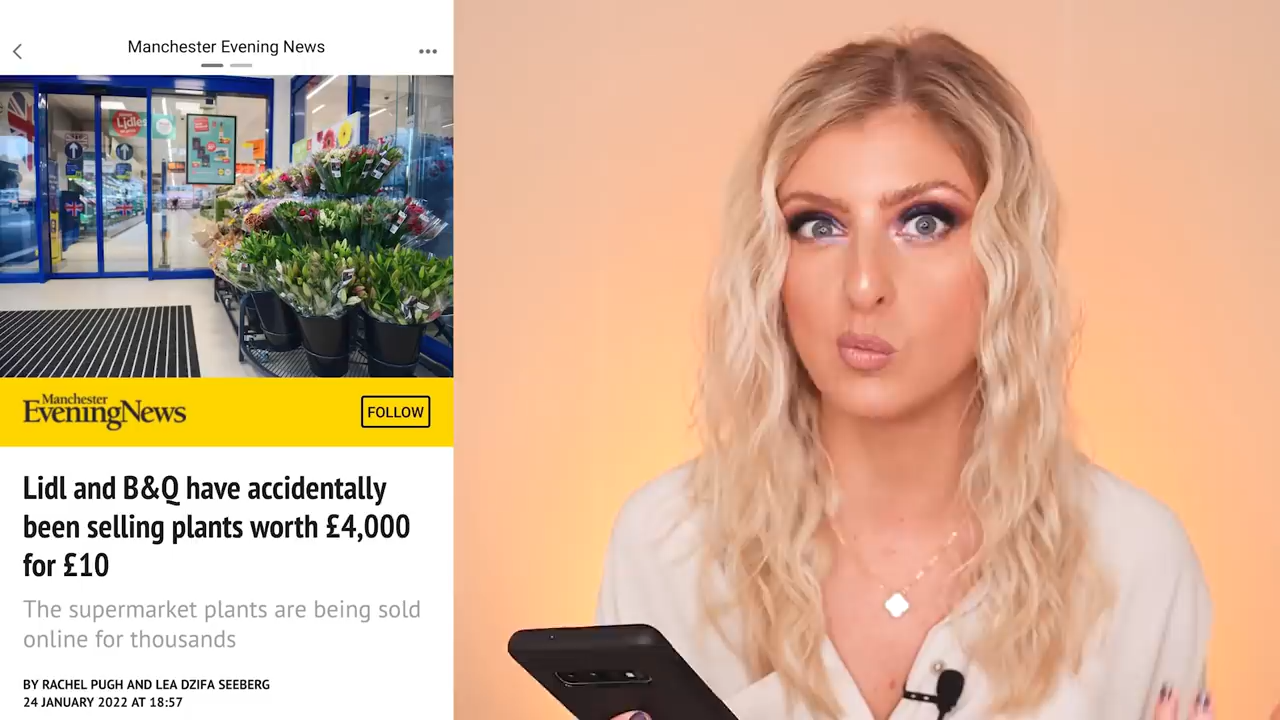 Manchester Evening News
Lidles
Manchester
EveningNews
FOLLOW
Lidl and B&Q have accidentally
been selling plants worth £4,000
for £10
The supermarket plants are being sold
online for thousands
BY RACHEL PUGH AND LEA DZIFA SEEBERG
24 JANUARY 2022 AT 18:57